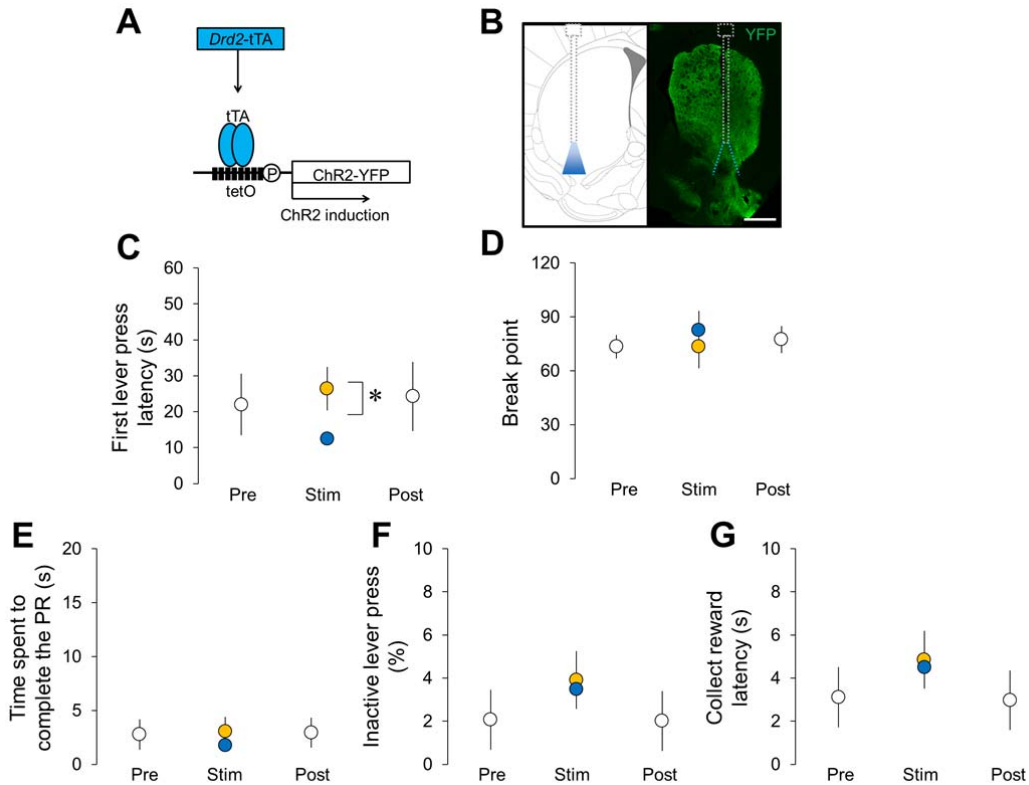 A
Drd2-tTA
tTA
P
tetO
ChR2-YFP
ChR2 induction
B
YFP
C
First lever press
latency (s)
60
50
40
30
20
10
0
*
Pre
Stim
Post
D
Break point
120
90
60
30
0
Pre
Stim
Post
E
Time spent to
complete the PR (s)
20
15
10
5
0
Pre
Stim
Post
F
Inactive lever press
(%)
10
8
6
4
2
0
Pre
Stim
Post
G
Collect reward
latency (s)
10
8
6
4
2
0
Pre
Stim
Post